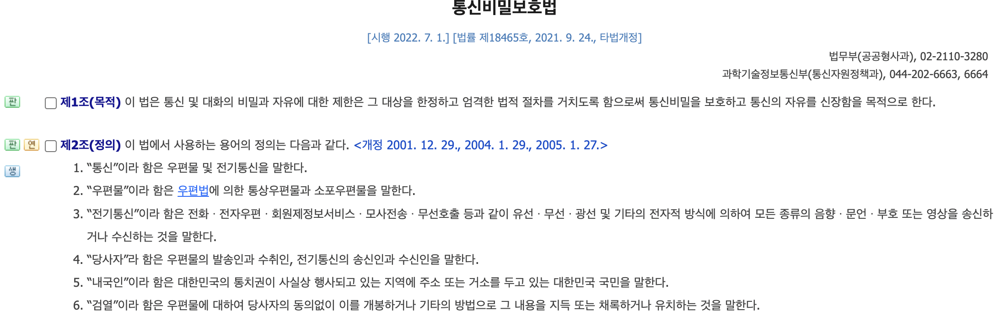 통신비밀보호법
[시행 2022. 7. 1.] [법률 제18465호, 2021. 9. 24., 타법개정]
법무부(공공형사과), 02-2110-3280
과학기술정보통신부(통신자원정책과), 044-202-6663, 6664
판 제1조(목적) 이 법은 통신 및 대화의 비밀과 자유에 대한 제한은 그 대상을 한정하고 엄격한 법적 절차를 거치도록 함으로써 통신비밀을 보호하고 통신의 자유를 신장함을 목적으로 한다.
판 연 제2조(정의) 이 법에서 사용하는 용어의 정의는 다음과 같다. <개정 2001. 12. 29., 2004. 1. 29., 2005. 1. 27.>
생 1. “통신”이라 함은 우편물 및 전기통신을 말한다.
2. “우편물”이라 함은 우편법에 의한 통상우편물과 소포우편물을 말한다.
3. “전기통신”이라 함은 전화ㆍ전자우편ㆍ회원제정보서비스ㆍ모사전송ㆍ무선호출 등과 같이 유선ㆍ무선ㆍ광선 및 기타의 전자적 방식에 의하여 모든 종류의 음향ㆍ문언ㆍ부호 또는 영상을 송신하
거나 수신하는 것을 말한다.
4. “당사자”라 함은 우편물의 발송인과 수취인, 전기통신의 송신인과 수신인을 말한다.
5. “내국인”이라 함은 대한민국의 통치권이 사실상 행사되고 있는 지역에 주소 또는 거소를 두고 있는 대한민국 국민을 말한다.
6. “검열”이라 함은 우편물에 대하여 당사자의 동의없이 이를 개봉하거나 기타의 방법으로 그 내용을 지득 또는 채록하거나 유치하는 것을 말한다.